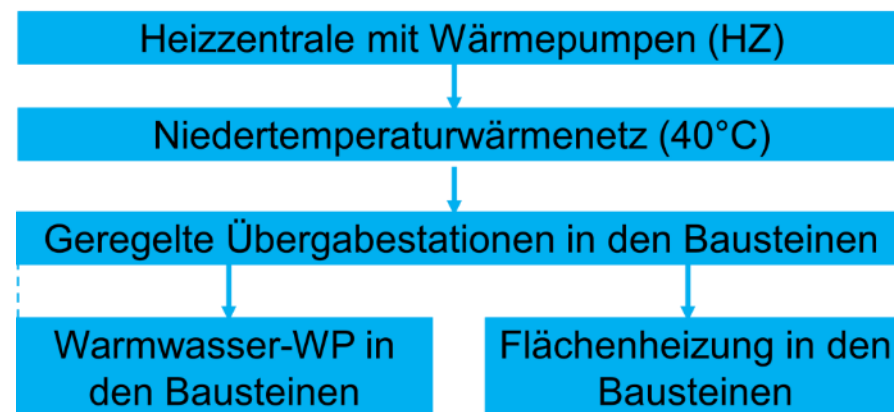 Heizzentrale mit Wärmepumpen (HZ)
Niedertemperaturwärmenetz (40°C)
Geregelte Übergabestationen in den Bausteinen
Warmwasser-WP in
den Bausteinen
Flächenheizung in den
Bausteinen